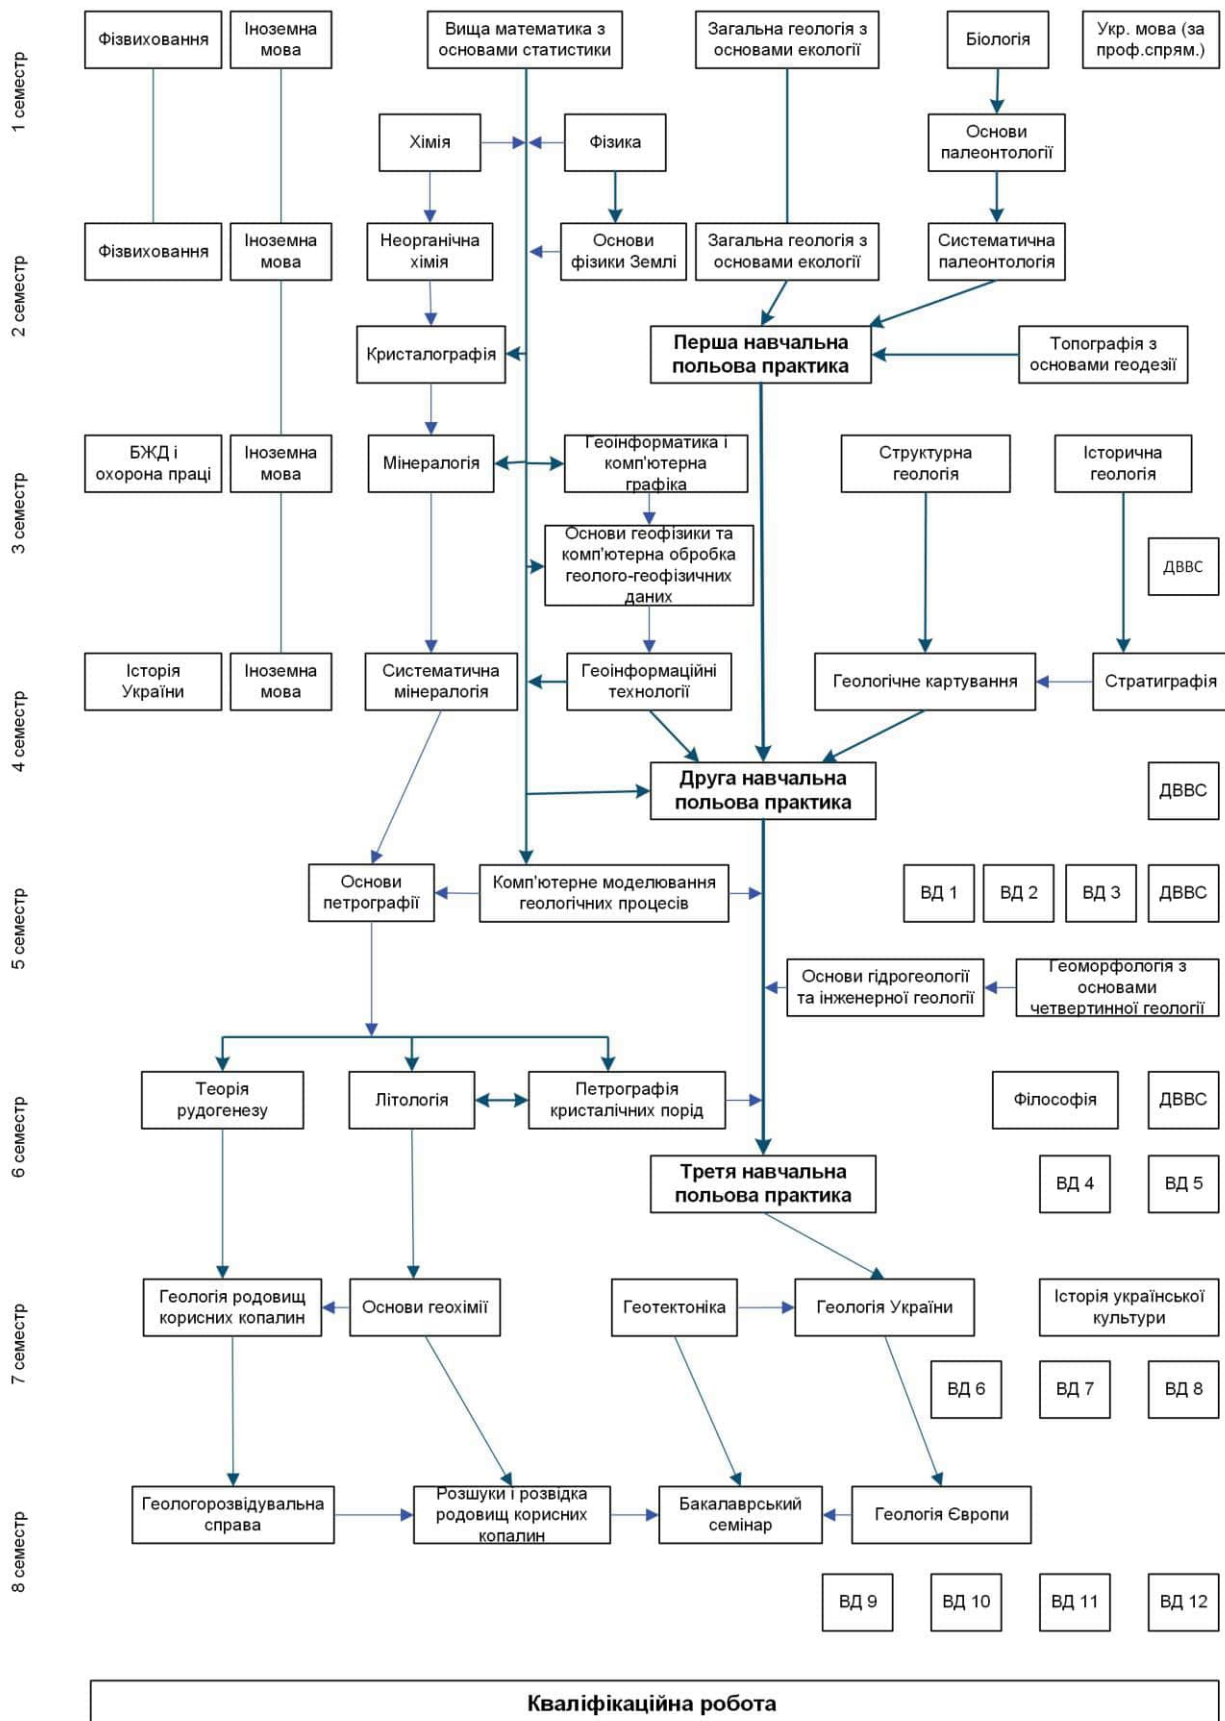 1 семестр
Фізвиховання
Іноземна
мова
Вища математика з
основами статистики
Загальна геологія з
основами екології
Біологія
Укр. мова (за
проф.спрям.)
Хімія
Фізика
Основи
палеонтології
2 семестр
Фізвиховання
Іноземна
мова
Неорганічна
хімія
Основи
фізики Землі
Загальна геологія з
основами екології
Систематична
палеонтологія
Кристалографія
Перша навчальна
польова практика
Топографія з
основами геодезії
3 семестр
БЖД і
охорона праці
Іноземна
мова
Мінералогія
Геоінформатика і
комп'ютерна
графіка
Структурна
геологія
Історична
геологія
Основи геофізики та
комп'ютерна обробка
геолого-геофізичних
даних
ДВВС
4 семестр
Історія
України
Іноземна
мова
Систематична
мінералогія
Геоінформаційні
технології
Геологічне картування
Стратиграфія
Друга навчальна
польова практика
ДВВС
5 семестр
Основи
петрографії
Комп'ютерне моделювання
геологічних процесів
ВД 1
ВД 2
ВД 3
ДВВС
Основи гідрогеології
та інженерної геології
Геоморфологія з
основами
четвертинної геології
6 семестр
Теорія
рудогенезу
Літологія
Петрографія
кристалічних порід
Філософія
ДВВС
Третя навчальна
польова практика
ВД 4
ВД 5
7 семестр
Геологія родовищ
корисних копалин
Основи геохімії
Геотектоніка
Геологія України
Історія української
культури
ВД 6
ВД 7
ВД 8
8 семестр
Геологорозвідувальна
справа
Розшуки і розвідка
родовищ корисних
копалин
Бакалаврський
семінар
Геологія Європи
ВД 9
ВД 10
ВД 11
ВД 12
Кваліфікаційна робота